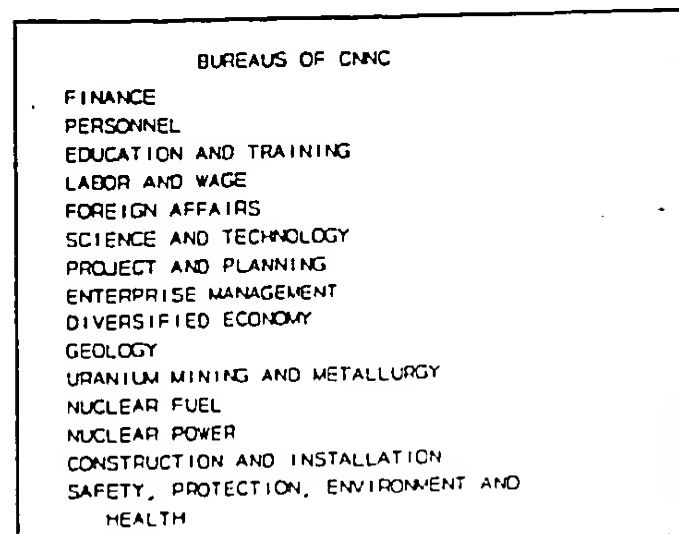 BUREAUS OF CNNC
FINANCE
PERSONNEL
EDUCATION AND TRAINING
LABOR AND WAGE
FOREIGN AFFAIRS
SCIENCE AND TECHNOLOGY
PROJECT AND PLANNING
ENTERPRISE MANAGEMENT
DIVERSIFIED ECONOMY
GEOLOGY
URANIUM MINING AND METALLURGY
NUCLEAR FUEL
NUCLEAR POWER
CONSTRUCTION AND INSTALLATION
SAFETY, PROTECTION, ENVIRONMENT AND
HEALTH